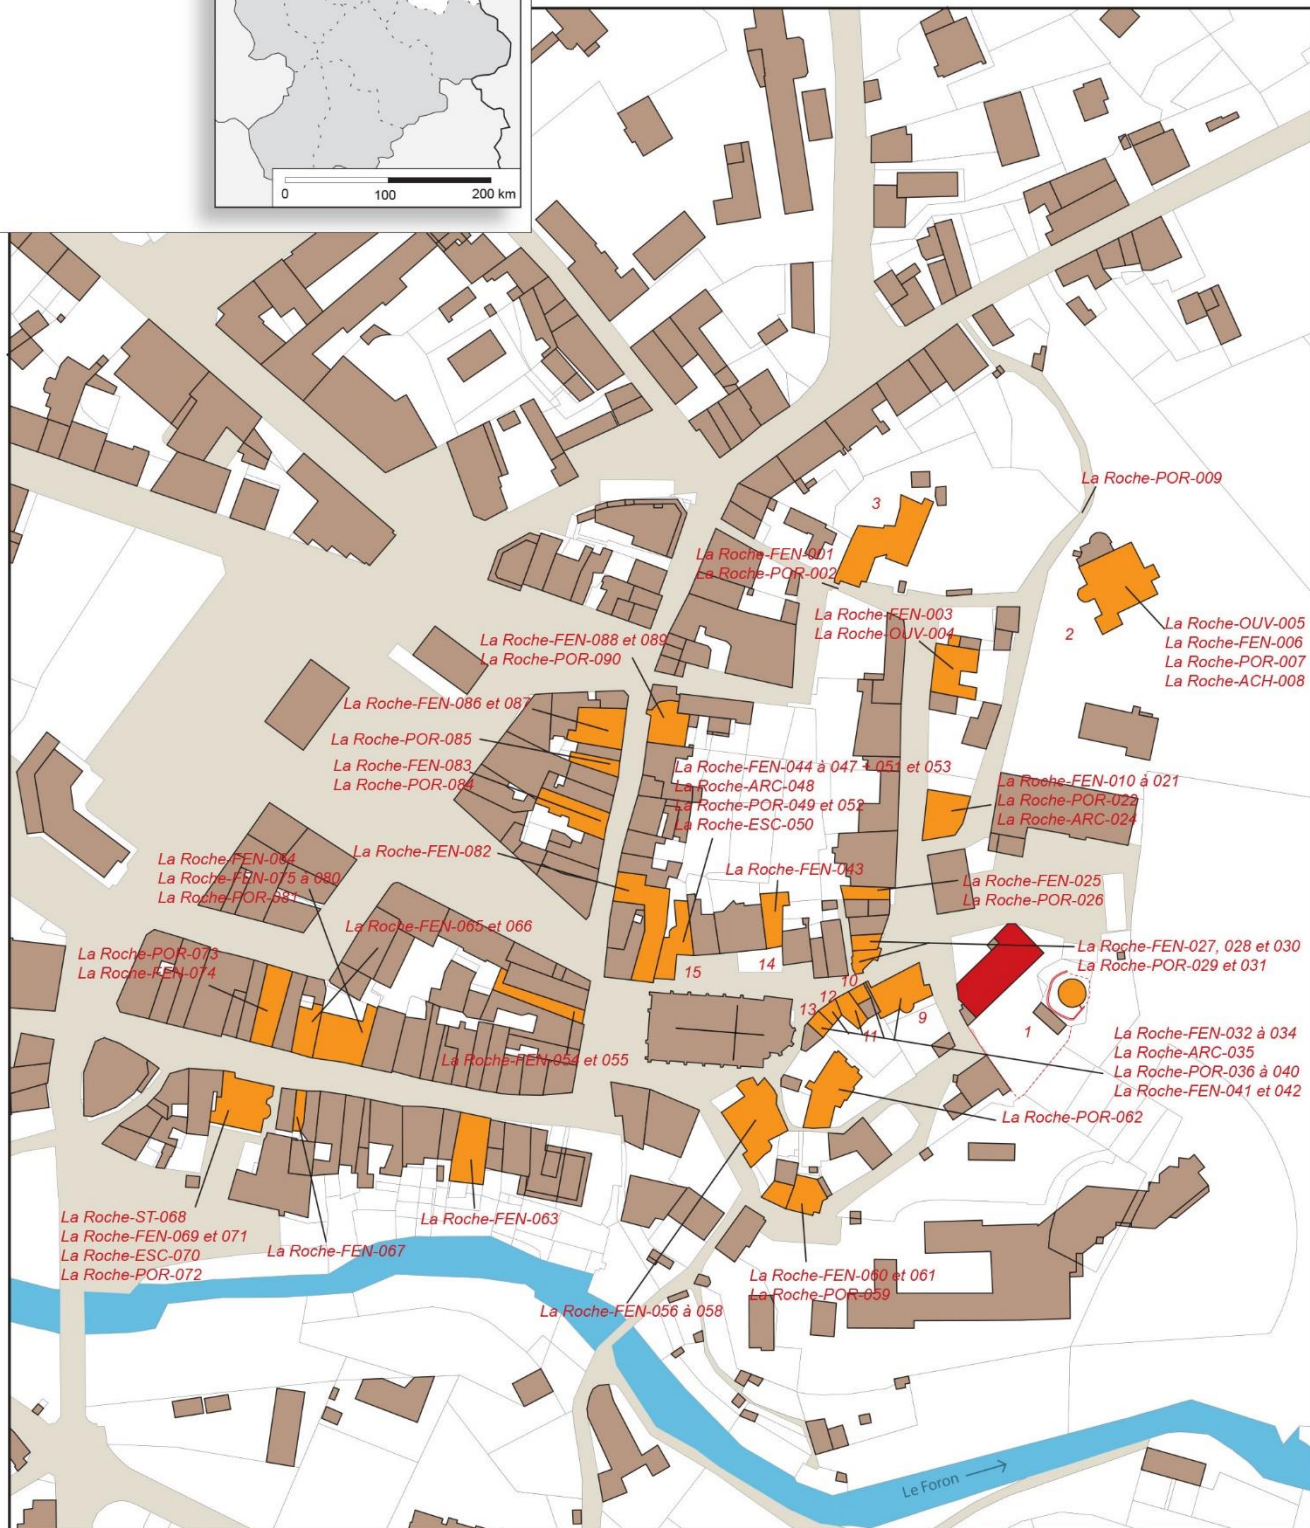 0 100 200 km
La Roche-POR-009
3
La Roche-FEN-001
La Roche-POR-002
La Roche-FEN-003
La Roche-OUV-004
2
La Roche-OUV-005
La Roche-FEN-006
La Roche-POR-007
La Roche-ACH-008
La Roche-FEN-088 et 089
La Roche-POR-090
La Roche-FEN-086 et 087
La Roche-POR-085
La Roche-FEN-083
La Roche-POR-084
La Roche-FEN-044 à 047 + 051 et 053
La Roche-ARC-048
La Roche-POR-049 et 052
La Roche-ESC-050
La Roche-FEN-010 à 021
La Roche-POR-022
La Roche-ARC-024
La Roche-FEN-082
La Roche-FEN-064
La Roche-FEN-075 à 080
La Roche-POR-081
La Roche-FEN-043
La Roche-FEN-025
La Roche-POR-026
La Roche-FEN-065 et 066
La Roche-POR-073
La Roche-FEN-074
La Roche-FEN-027, 028 et 030
La Roche-POR-029 et 031
15
14
10
12
13
11
9
1
La Roche-FEN-032 à 034
La Roche-ARC-035
La Roche-POR-036 à 040
La Roche-FEN-041 et 042
La Roche-FEN-054 et 055
La Roche-POR-062
La Roche-ST-068
La Roche-FEN-069 et 071
La Roche-ESC-070
La Roche-POR-072
La Roche-FEN-067
La Roche-FEN-063
La Roche-FEN-060 et 061
La Roche-POR-059
La Roche-FEN-056 à 058
Le Foron